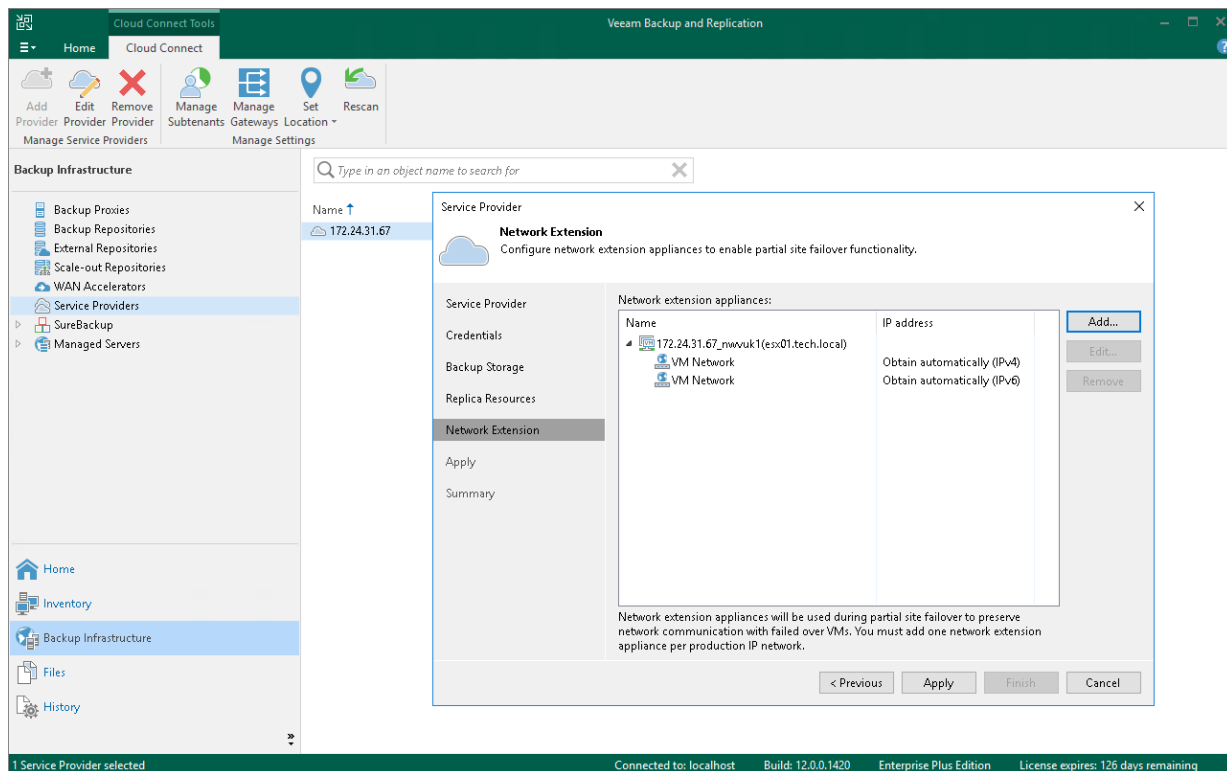 Cloud Connect Tools
Veeam Backup and Replication
Home
Cloud Connect
Add Provider
Edit Provider
Remove Provider
Manage Subtenants
Manage Gateways
Set Location
Rescan
Manage Service Providers
Manage Settings
Backup Infrastructure
Backup Proxies
Backup Repositories
External Repositories
Scale-out Repositories
WAN Accelerators
Service Providers
SureBackup
Managed Servers
Home
Inventory
Backup Infrastructure
Files
History
Type in an object name to search for
Name
172.24.31.67
Service Provider
Network Extension
Configure network extension appliances to enable partial site failover functionality.
Service Provider
Credentials
Backup Storage
Replica Resources
Network Extension
Apply
Summary
Network extension appliances:
Name IP address
172.24.31.67_nwvuk1(esx01.tech.local)
VM Network Obtain automatically (IPv4)
VM Network Obtain automatically (IPv6)
Add...
Edit...
Remove
Network extension appliances will be used during partial site failover to preserve
network communication with failed over VMs. You must add one network extension
appliance per production IP network.
< Previous
Apply
Finish
Cancel
1 Service Provider selected
Connected to: localhost
Build: 12.0.0.1420
Enterprise Plus Edition
License expires: 126 days remaining